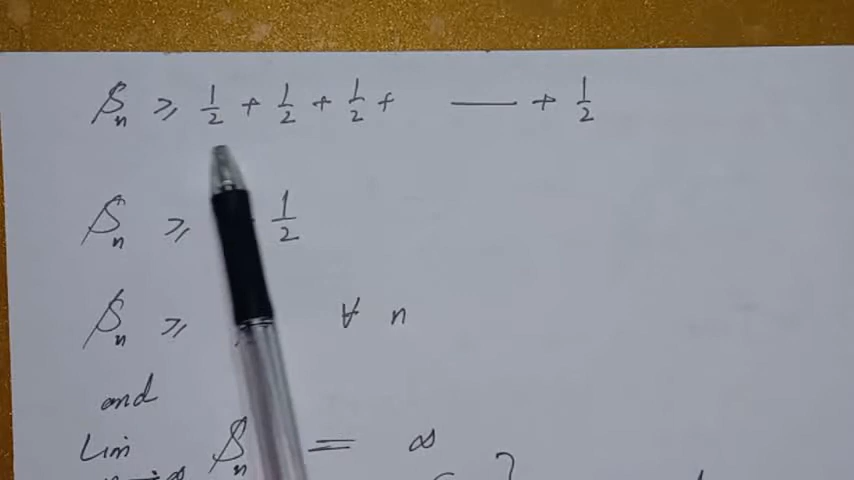 Sₙ ≥ 1/2 + 1/2 + 1/2 + — + 1/2
Sₙ ≥ 1/2
Sₙ ≥ ∀ n
and
Lim Sₙ = ∞